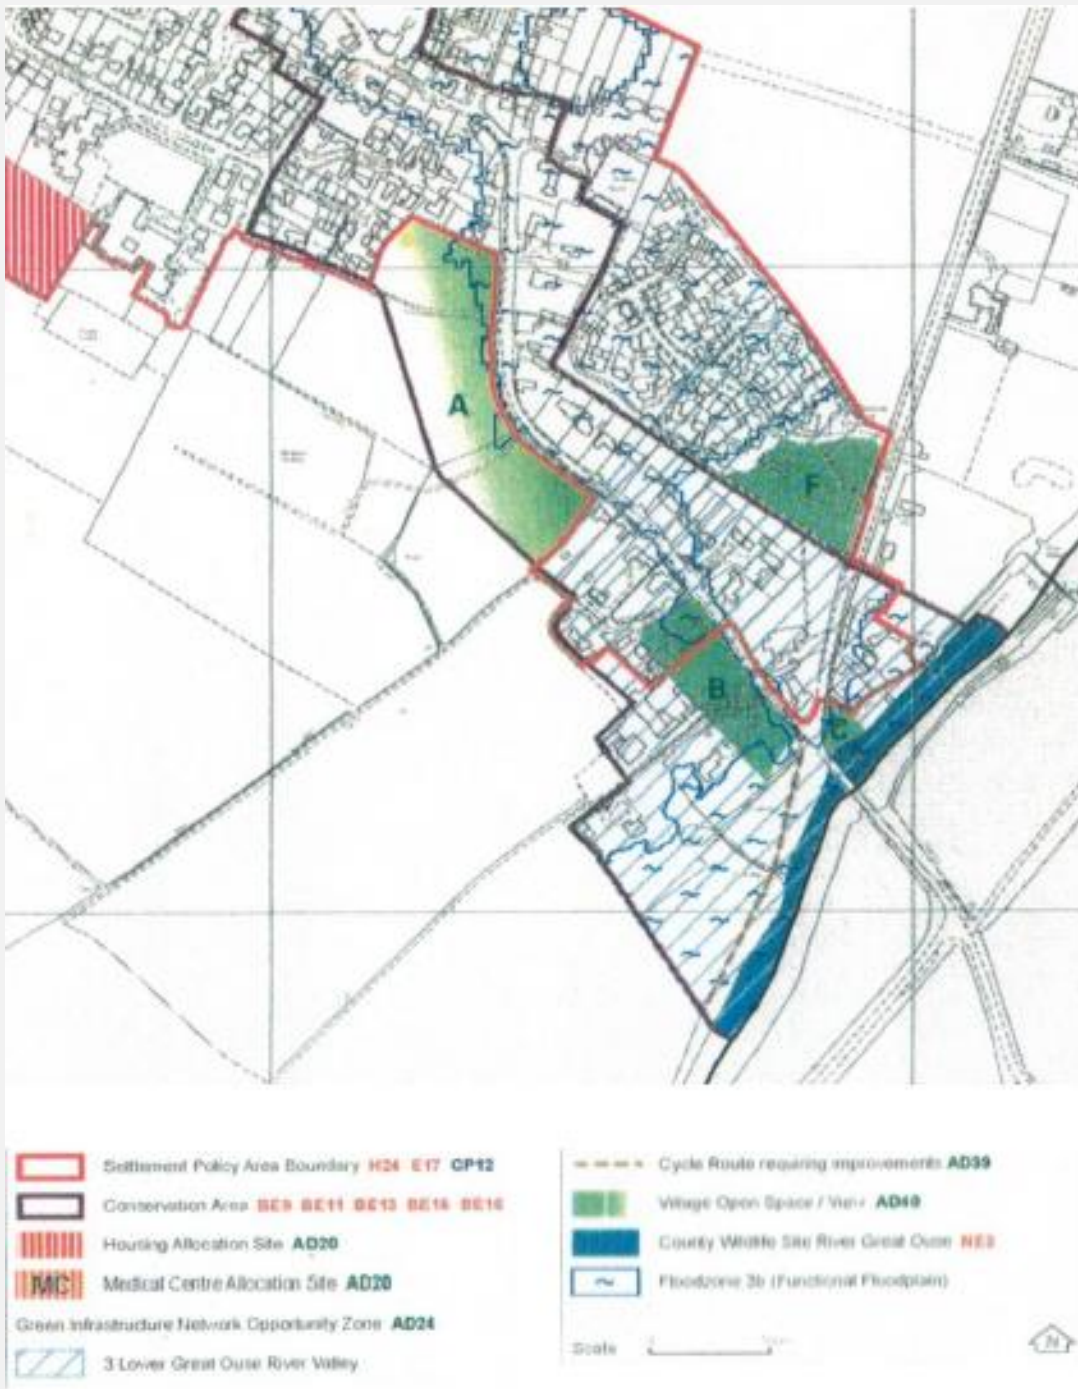 A
F
B
C
Settlement Policy Area Boundary H24 E17 CP12
Conservation Area BE9 BE11 BE13 BE15 BE16
Housing Allocation Site AD20
MC Medical Centre Allocation Site AD20
Green Infrastructure Network Opportunity Zone AD24
3 Lower Great Ouse River Valley
Cycle Route requiring improvements AD39
Village Open Space / View AD40
County Wildlife Site River Great Ouse NE3
Floodzone 3b (Functional Floodplain)
Scale
N